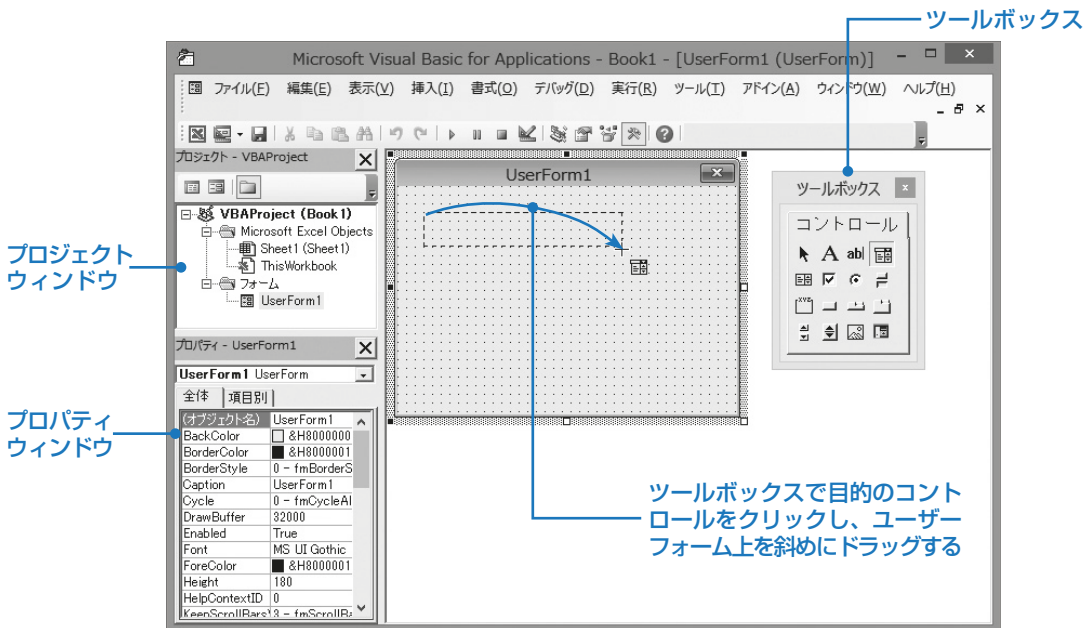 ツールボックス
Microsoft Visual Basic for Applications - Book1 - [UserForm1 (UserForm)]
ファイル(F) 編集(E) 表示(V) 挿入(I) 書式(O) デバッグ(D) 実行(R) ツール(T) アドイン(A) ウィンドウ(W) ヘルプ(H)
プロジェクト - VBAProject
VBAProject (Book1)
Microsoft Excel Objects
Sheet1 (Sheet1)
ThisWorkbook
フォーム
UserForm1
プロジェクト
ウィンドウ
UserForm1
ツールボックス
コントロール
A ab|
xyz
プロパティ - UserForm1
UserForm1 UserForm
全体 項目別
プロパティ
ウィンドウ
(オブジェクト名) UserForm1
BackColor &H8000000
BorderColor &H8000001
BorderStyle 0 - fmBorderS
Caption UserForm1
Cycle 0 - fmCycleAl
DrawBuffer 32000
Enabled True
Font MS UI Gothic
ForeColor &H8000001
Height 180
HelpContextID 0
KeepScrollBars 3 - fmScrollBa
ツールボックスで目的のコント
ロールをクリックし、ユーザー
フォーム上を斜めにドラッグする